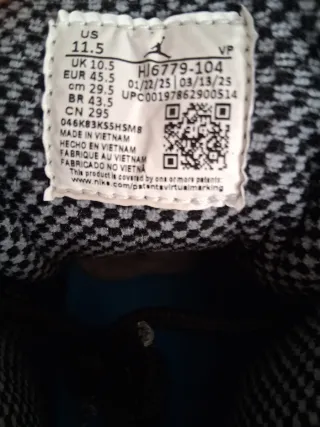 US
11.5
VP
UK 10.5
EUR 45.5
cm 29.5
BR 43.5
CN 295
HJ6779-104
01/22/25 | 03/13/25
UPC00197862900514
046K83KS5HSM8
MADE IN VIETNAM
HECHO EN VIETNAM
FABRIQUE AU VIETNAM
FABRICADO NO VIETNÃ
This product is covered by one or more patents:
www.nike.com/patentsvirtualmarking